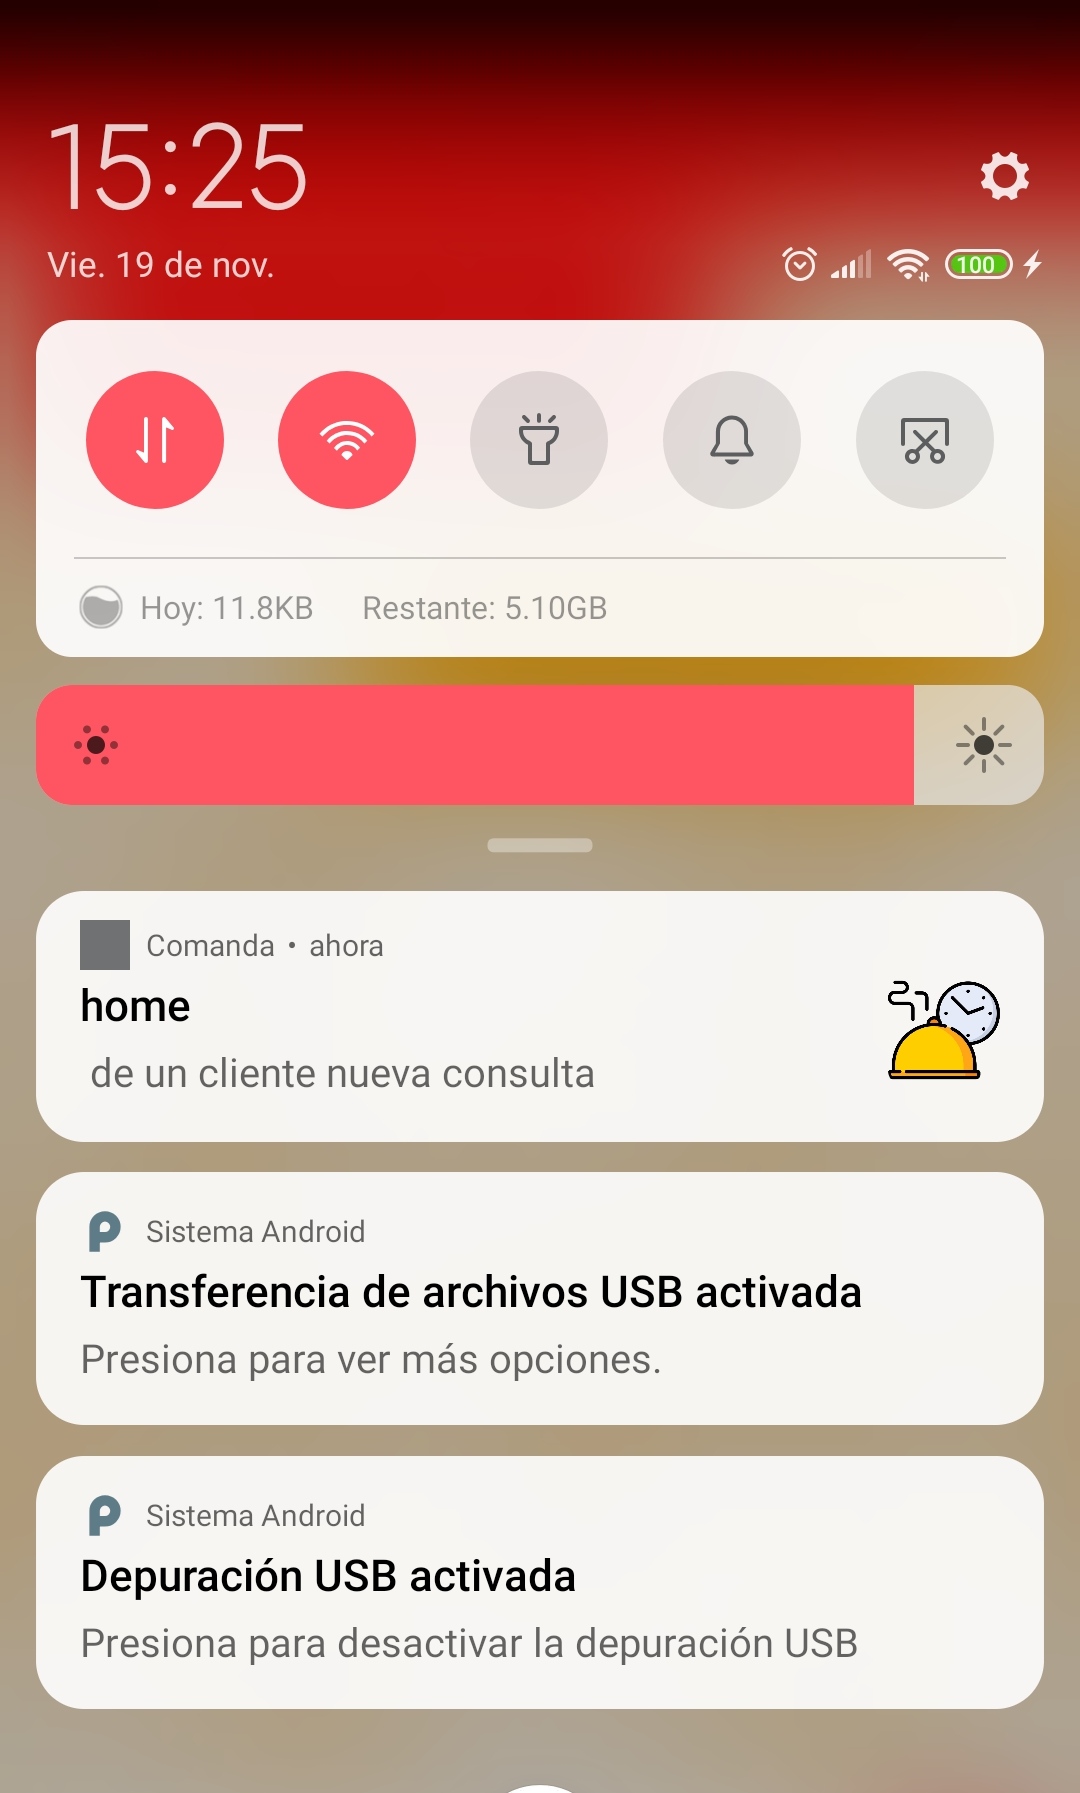 15:25
Vie. 19 de nov.
100
Hoy: 11.8KB Restante: 5.10GB
Comanda • ahora
home
de un cliente nueva consulta
Sistema Android
Transferencia de archivos USB activada
Presiona para ver más opciones.
Sistema Android
Depuración USB activada
Presiona para desactivar la depuración USB